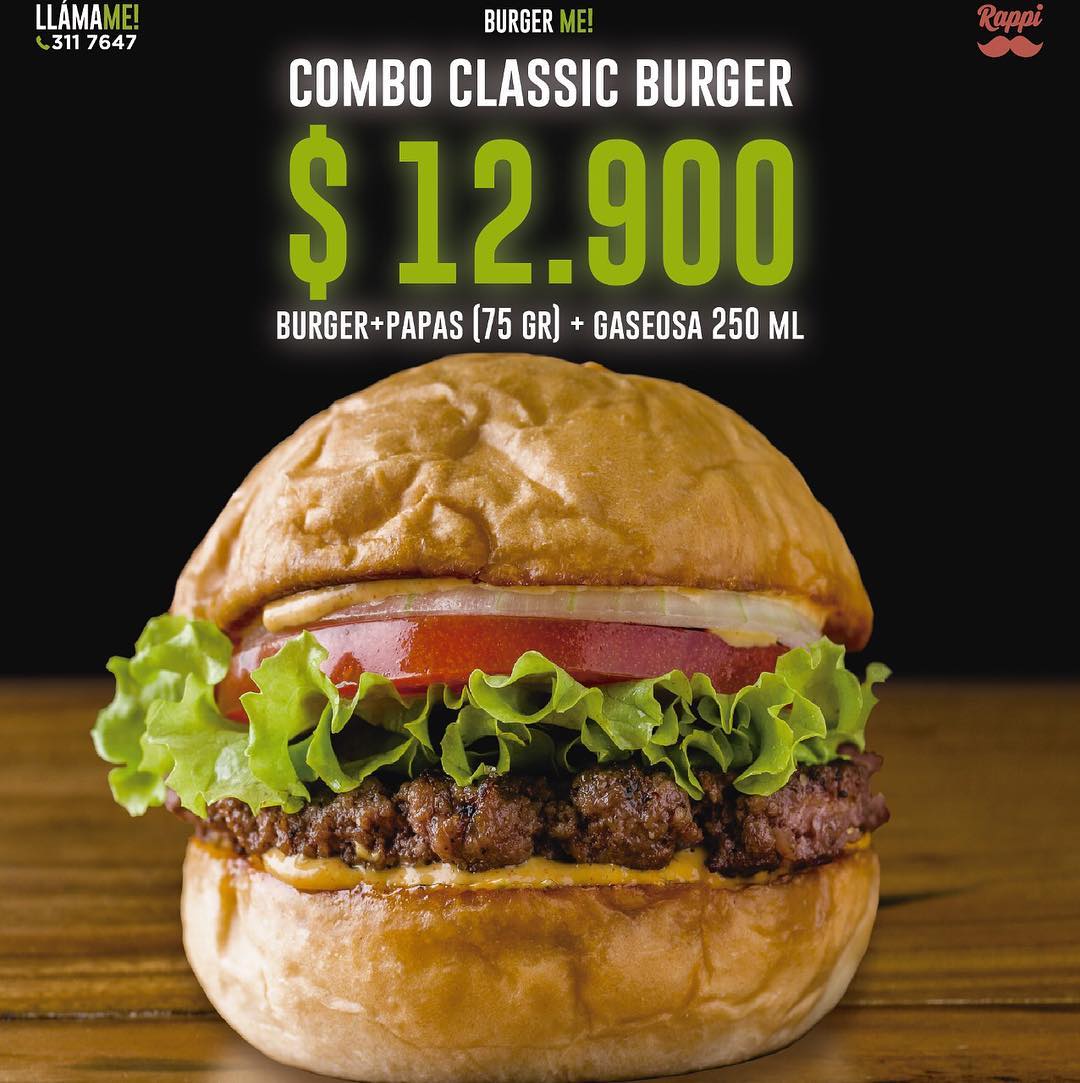 LLÁMAME!
311 7647
BURGER ME!
Rappi
COMBO CLASSIC BURGER
$ 12.900
BURGER+PAPAS (75 GR) + GASEOSA 250 ML